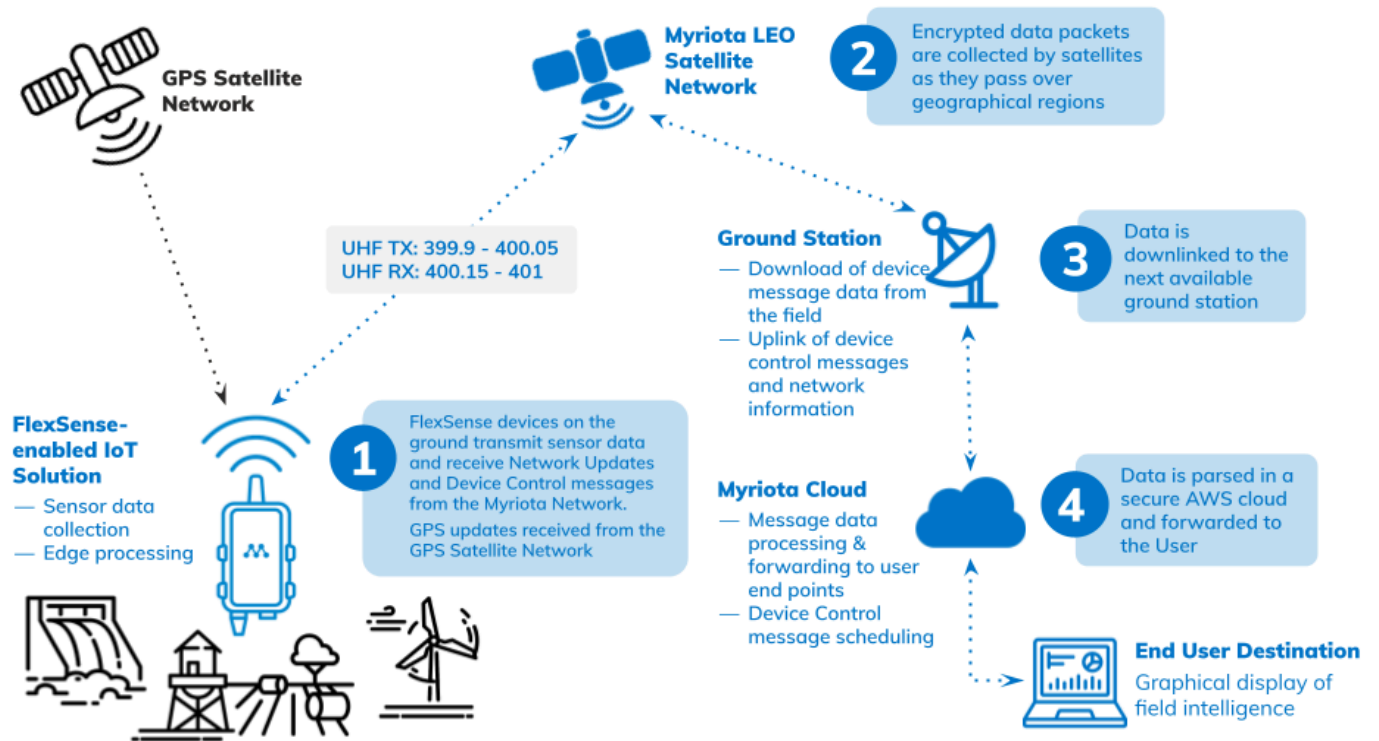 GPS Satellite
Network
Myriota LEO
Satellite
Network
2
Encrypted data packets
are collected by satellites
as they pass over
geographical regions
UHF TX: 399.9 - 400.05
UHF RX: 400.15 - 401
Ground Station
— Download of device
message data from
the field
— Uplink of device
control messages
and network
information
3
Data is
downlinked to the
next available
ground station
FlexSense-
enabled IoT
Solution
— Sensor data
collection
— Edge processing
1
FlexSense devices on the
ground transmit sensor data
and receive Network Updates
and Device Control messages
from the Myriota Network.
GPS updates received from the
GPS Satellite Network
Myriota Cloud
— Message data
processing &
forwarding to user
end points
— Device Control
message scheduling
4
Data is parsed in a
secure AWS cloud
and forwarded to
the User
End User Destination
Graphical display of
field intelligence